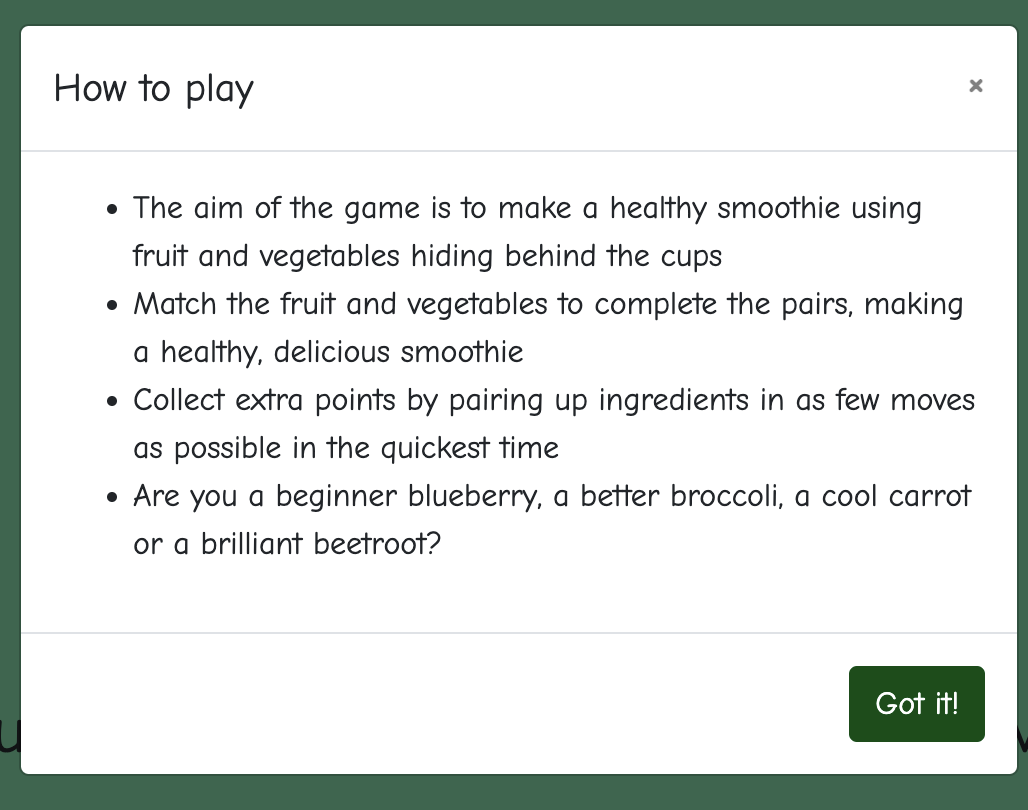 How to play
×
• The aim of the game is to make a healthy smoothie using
fruit and vegetables hiding behind the cups
• Match the fruit and vegetables to complete the pairs, making
a healthy, delicious smoothie
• Collect extra points by pairing up ingredients in as few moves
as possible in the quickest time
• Are you a beginner blueberry, a better broccoli, a cool carrot
or a brilliant beetroot?
Got it!